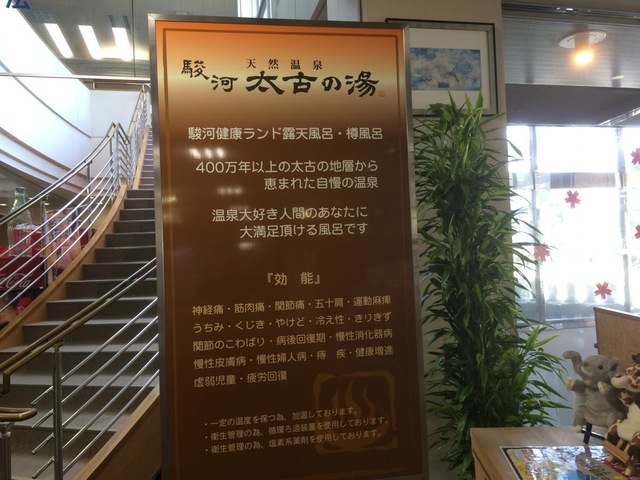 天然温泉
駿河 太古の湯
駿河健康ランド露天風呂・樽風呂
400万年以上の太古の地層から
恵まれた自慢の温泉
温泉大好き人間のあなたに
大満足頂ける風呂です
『効 能』
神経痛・筋肉痛・関節痛・五十肩・運動麻痺
うちみ・くじき・やけど・冷え性・きりきず
関節のこわばり・病後回復期・慢性消化器病
慢性皮膚病・慢性婦人病・痔 疾・健康増進
虚弱児童・疲労回復
・一定の温度を保つ為、加温しております。
・衛生管理の為、循環ろ過装置を使用しております。
・衛生管理の為、塩素系薬剤を使用しております。